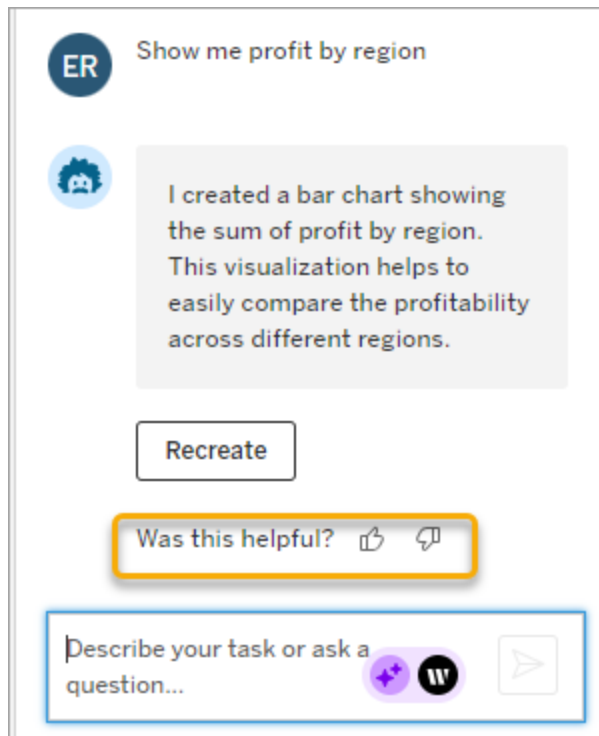 ER
Show me profit by region
I created a bar chart showing
the sum of profit by region.
This visualization helps to
easily compare the profitability
across different regions.
Recreate
Was this helpful?
Describe your task or ask a
question...
W